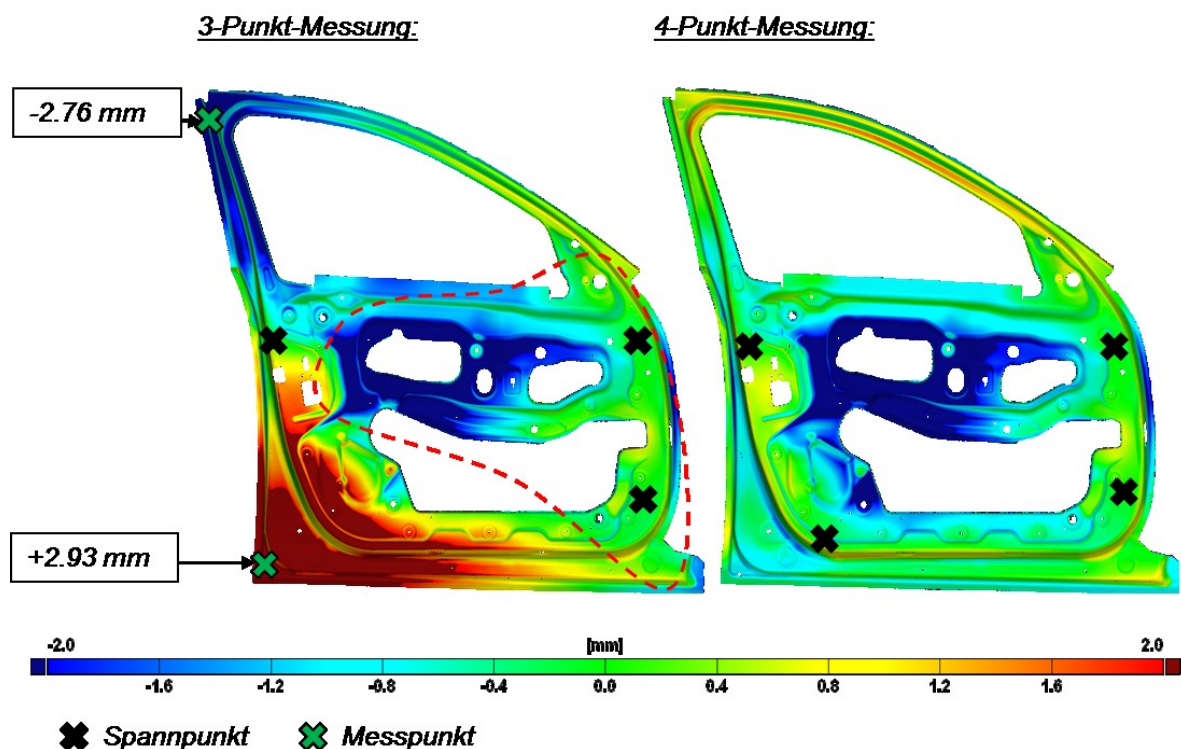 3-Punkt-Messung:
4-Punkt-Messung:
-2.76 mm
+2.93 mm
-2.0 [mm] 2.0
-1.6 -1.2 -0.8 -0.4 0.0 0.4 0.8 1.2 1.6
Spannpunkt Messpunkt